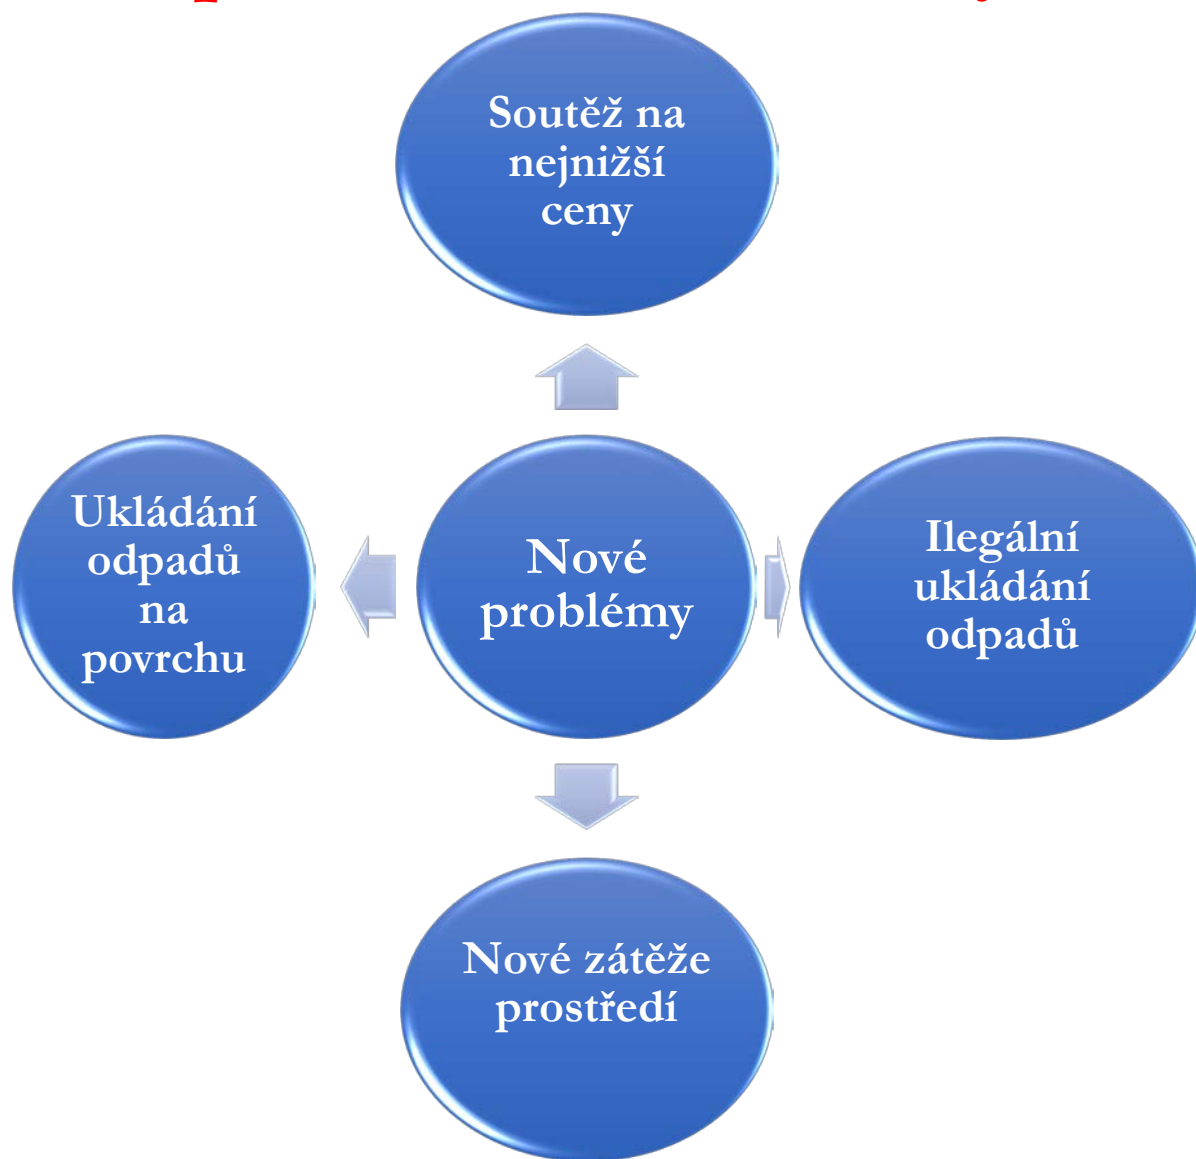 Soutěž na
nejnižší
ceny
Ukládání
odpadů
na
povrchu
Nové
problémy
Ilegální
ukládání
odpadů
Nové zátěže
prostředí